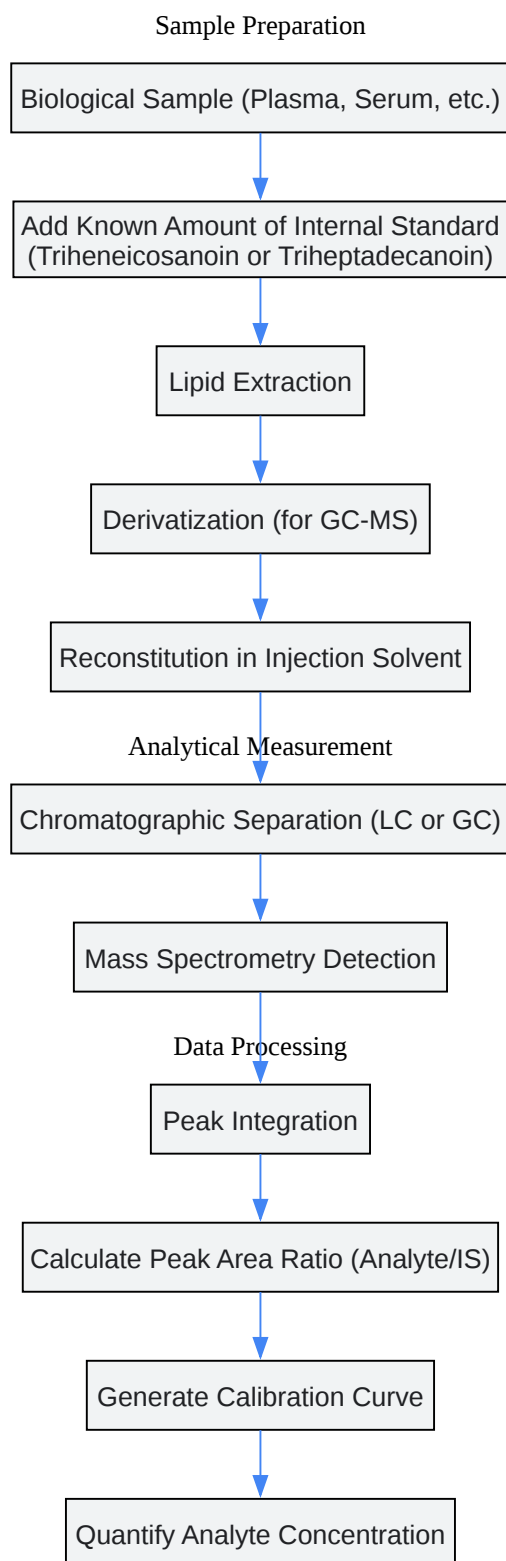 Sample Preparation
Biological Sample (Plasma, Serum, etc.)
Add Known Amount of Internal Standard
(Triheneicosanoin or Triheptadecanoin)
Lipid Extraction
Derivatization (for GC-MS)
Reconstitution in Injection Solvent
Analytical Measurement
Chromatographic Separation (LC or GC)
Mass Spectrometry Detection
Data Processing
Peak Integration
Calculate Peak Area Ratio (Analyte/IS)
Generate Calibration Curve
Quantify Analyte Concentration